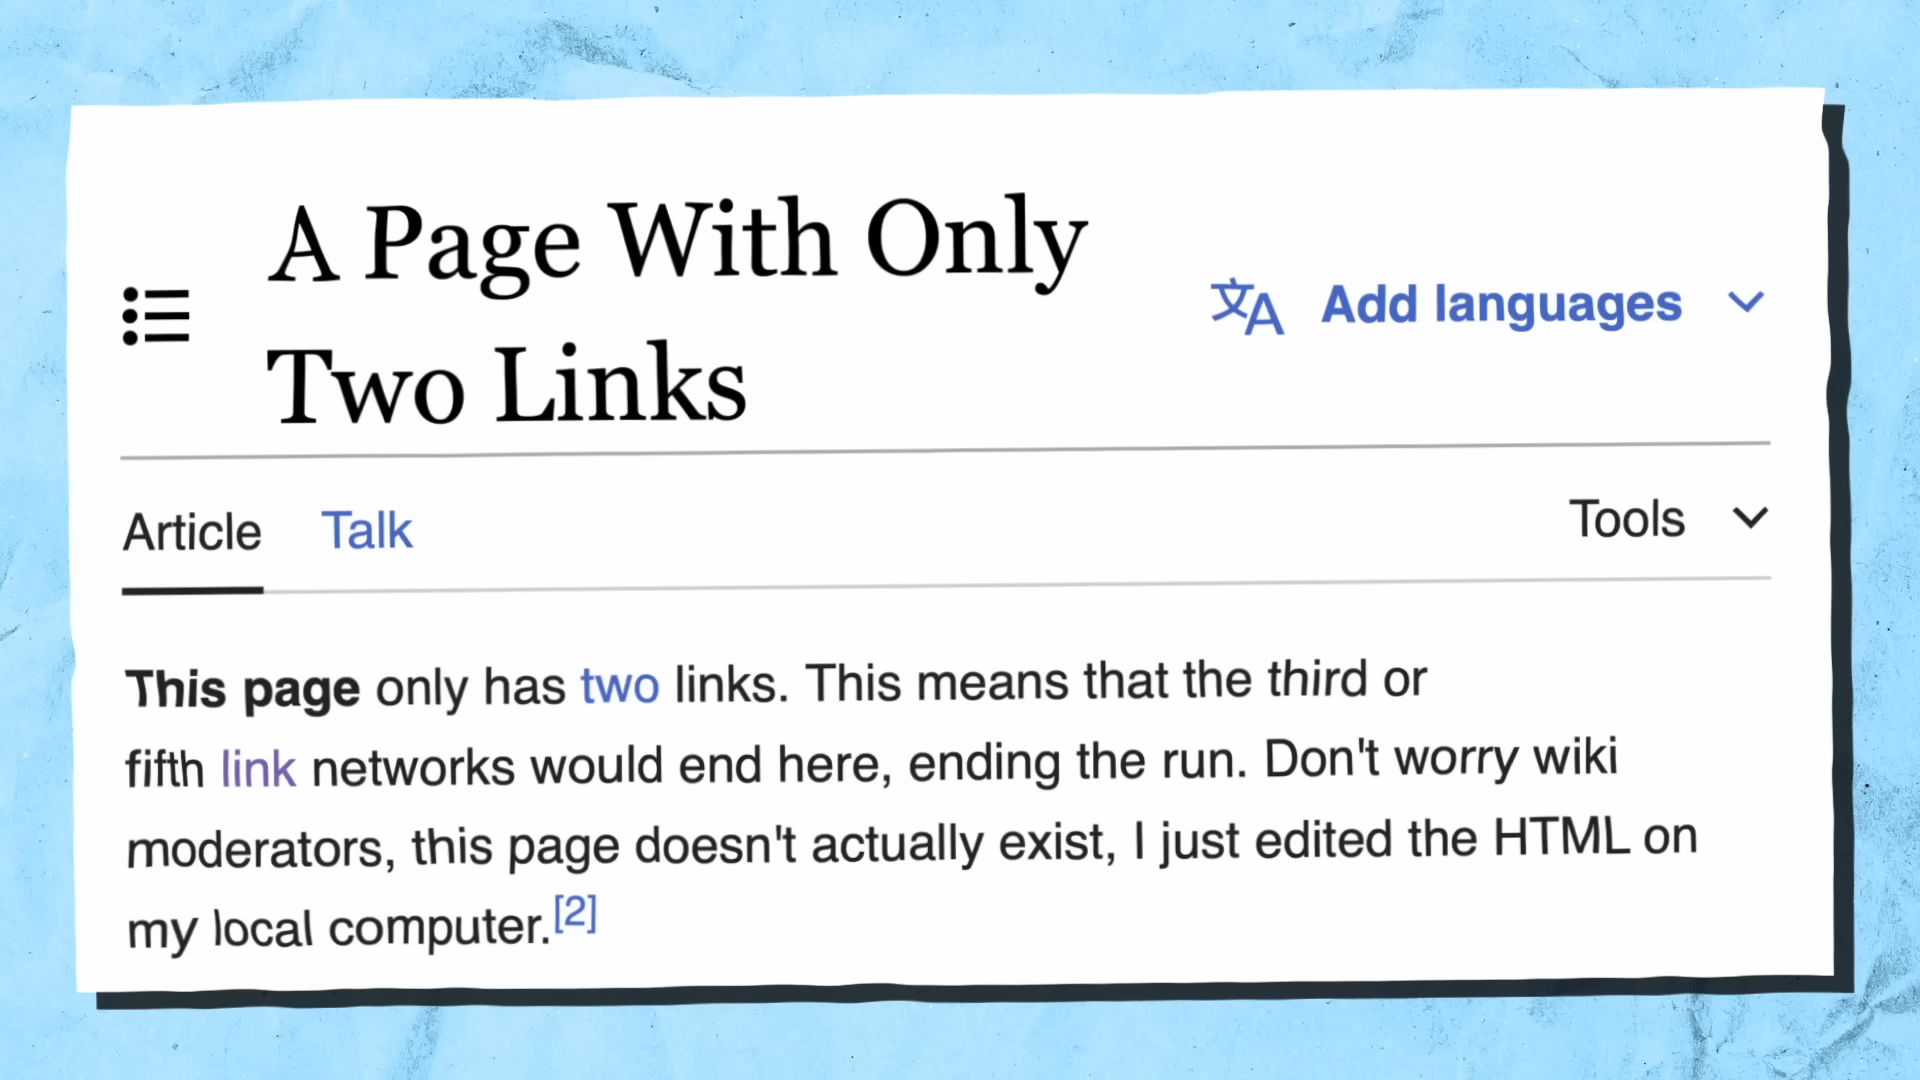 A Page With Only
Two Links
文A Add languages
Article Talk Tools
This page only has two links. This means that the third or
fifth link networks would end here, ending the run. Don't worry wiki
moderators, this page doesn't actually exist, I just edited the HTML on
my local computer.[2]